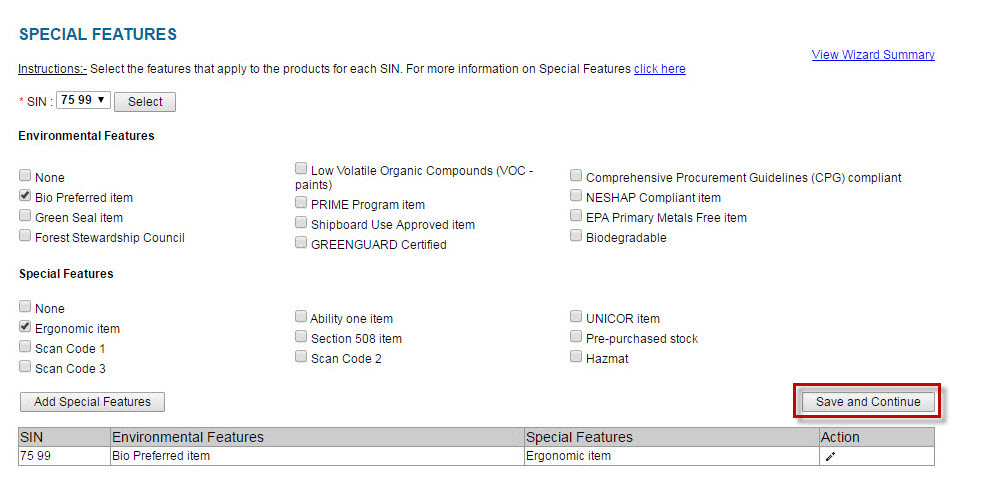 SPECIAL FEATURES
View Wizard Summary
Instructions:- Select the features that apply to the products for each SIN. For more information on Special Features click here
* SIN : 75 99 Select
Environmental Features
None
Bio Preferred item
Green Seal item
Forest Stewardship Council
Low Volatile Organic Compounds (VOC -
paints)
PRIME Program item
Shipboard Use Approved item
GREENGUARD Certified
Comprehensive Procurement Guidelines (CPG) compliant
NESHAP Compliant item
EPA Primary Metals Free item
Biodegradable
Special Features
None
Ergonomic item
Scan Code 1
Scan Code 3
Ability one item
Section 508 item
Scan Code 2
UNICOR item
Pre-purchased stock
Hazmat
Add Special Features Save and Continue
SIN Environmental Features Special Features Action
75 99 Bio Preferred item Ergonomic item